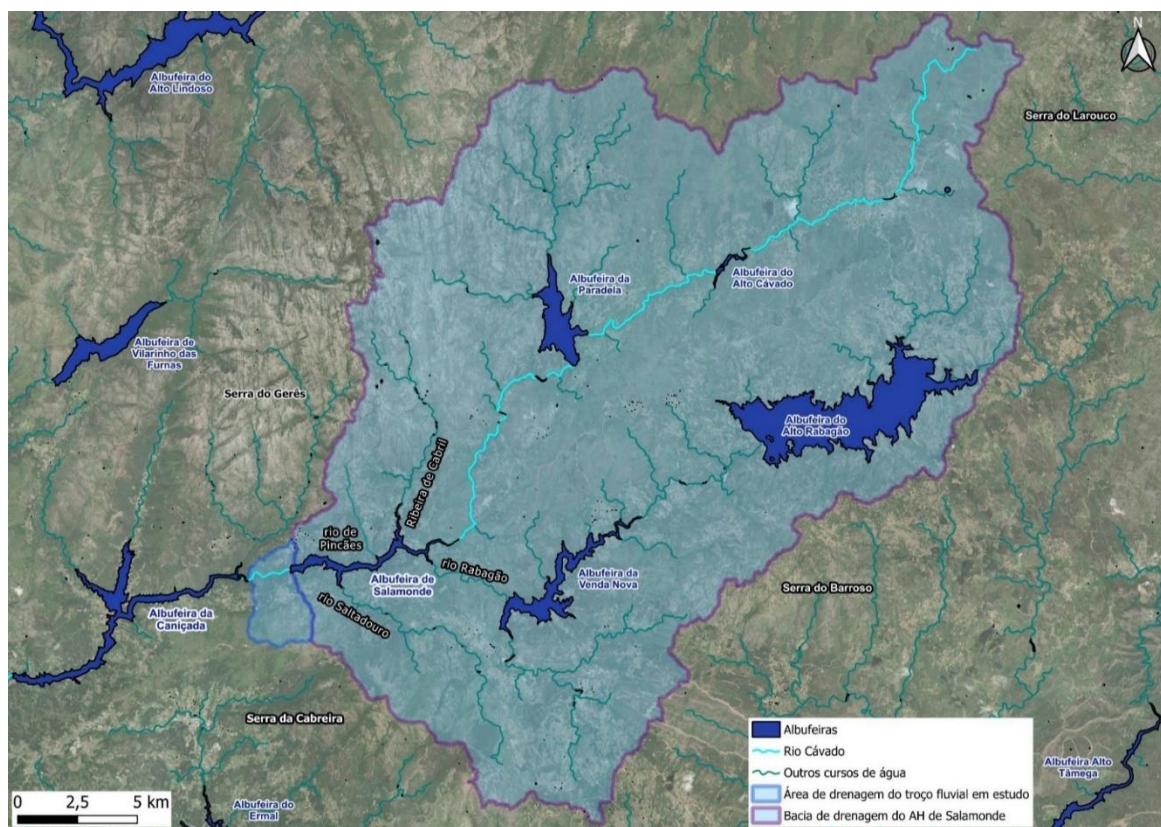 N
Albufeira do
Alto Lindoso
Serra do Larouco
Albufeira da
Paradela
Albufeira do
Alto Cávado
Albufeira de
Vilarinho das
Furnas
Serra do Gerês
Albufeira do
Alto Rabagão
Ribeira de Cabril
rio de
Pincães
rio Rabagão
Albufeira de
Salamonde
Albufeira da
Venda Nova
Serra do Barroso
Albufeira da
Caniçada
rio Saltadouro
Serra da Cabreira
Albufeiras
Rio Cávado
Outros cursos de água
Área de drenagem do troço fluvial em estudo
Bacia de drenagem do AH de Salamonde
Albufeira Alto
Tâmega
0 2,5 5 km
Albufeira do
Ermal